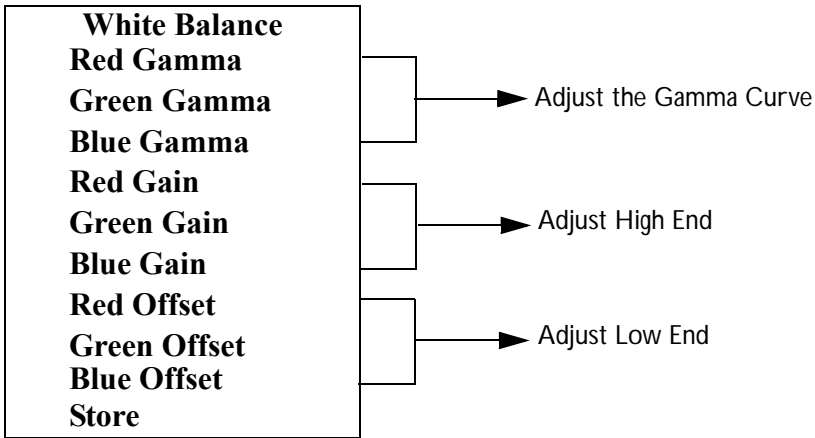 White Balance
Red Gamma
Green Gamma
Blue Gamma
Red Gain
Green Gain
Blue Gain
Red Offset
Green Offset
Blue Offset
Store
Adjust the Gamma Curve
Adjust High End
Adjust Low End